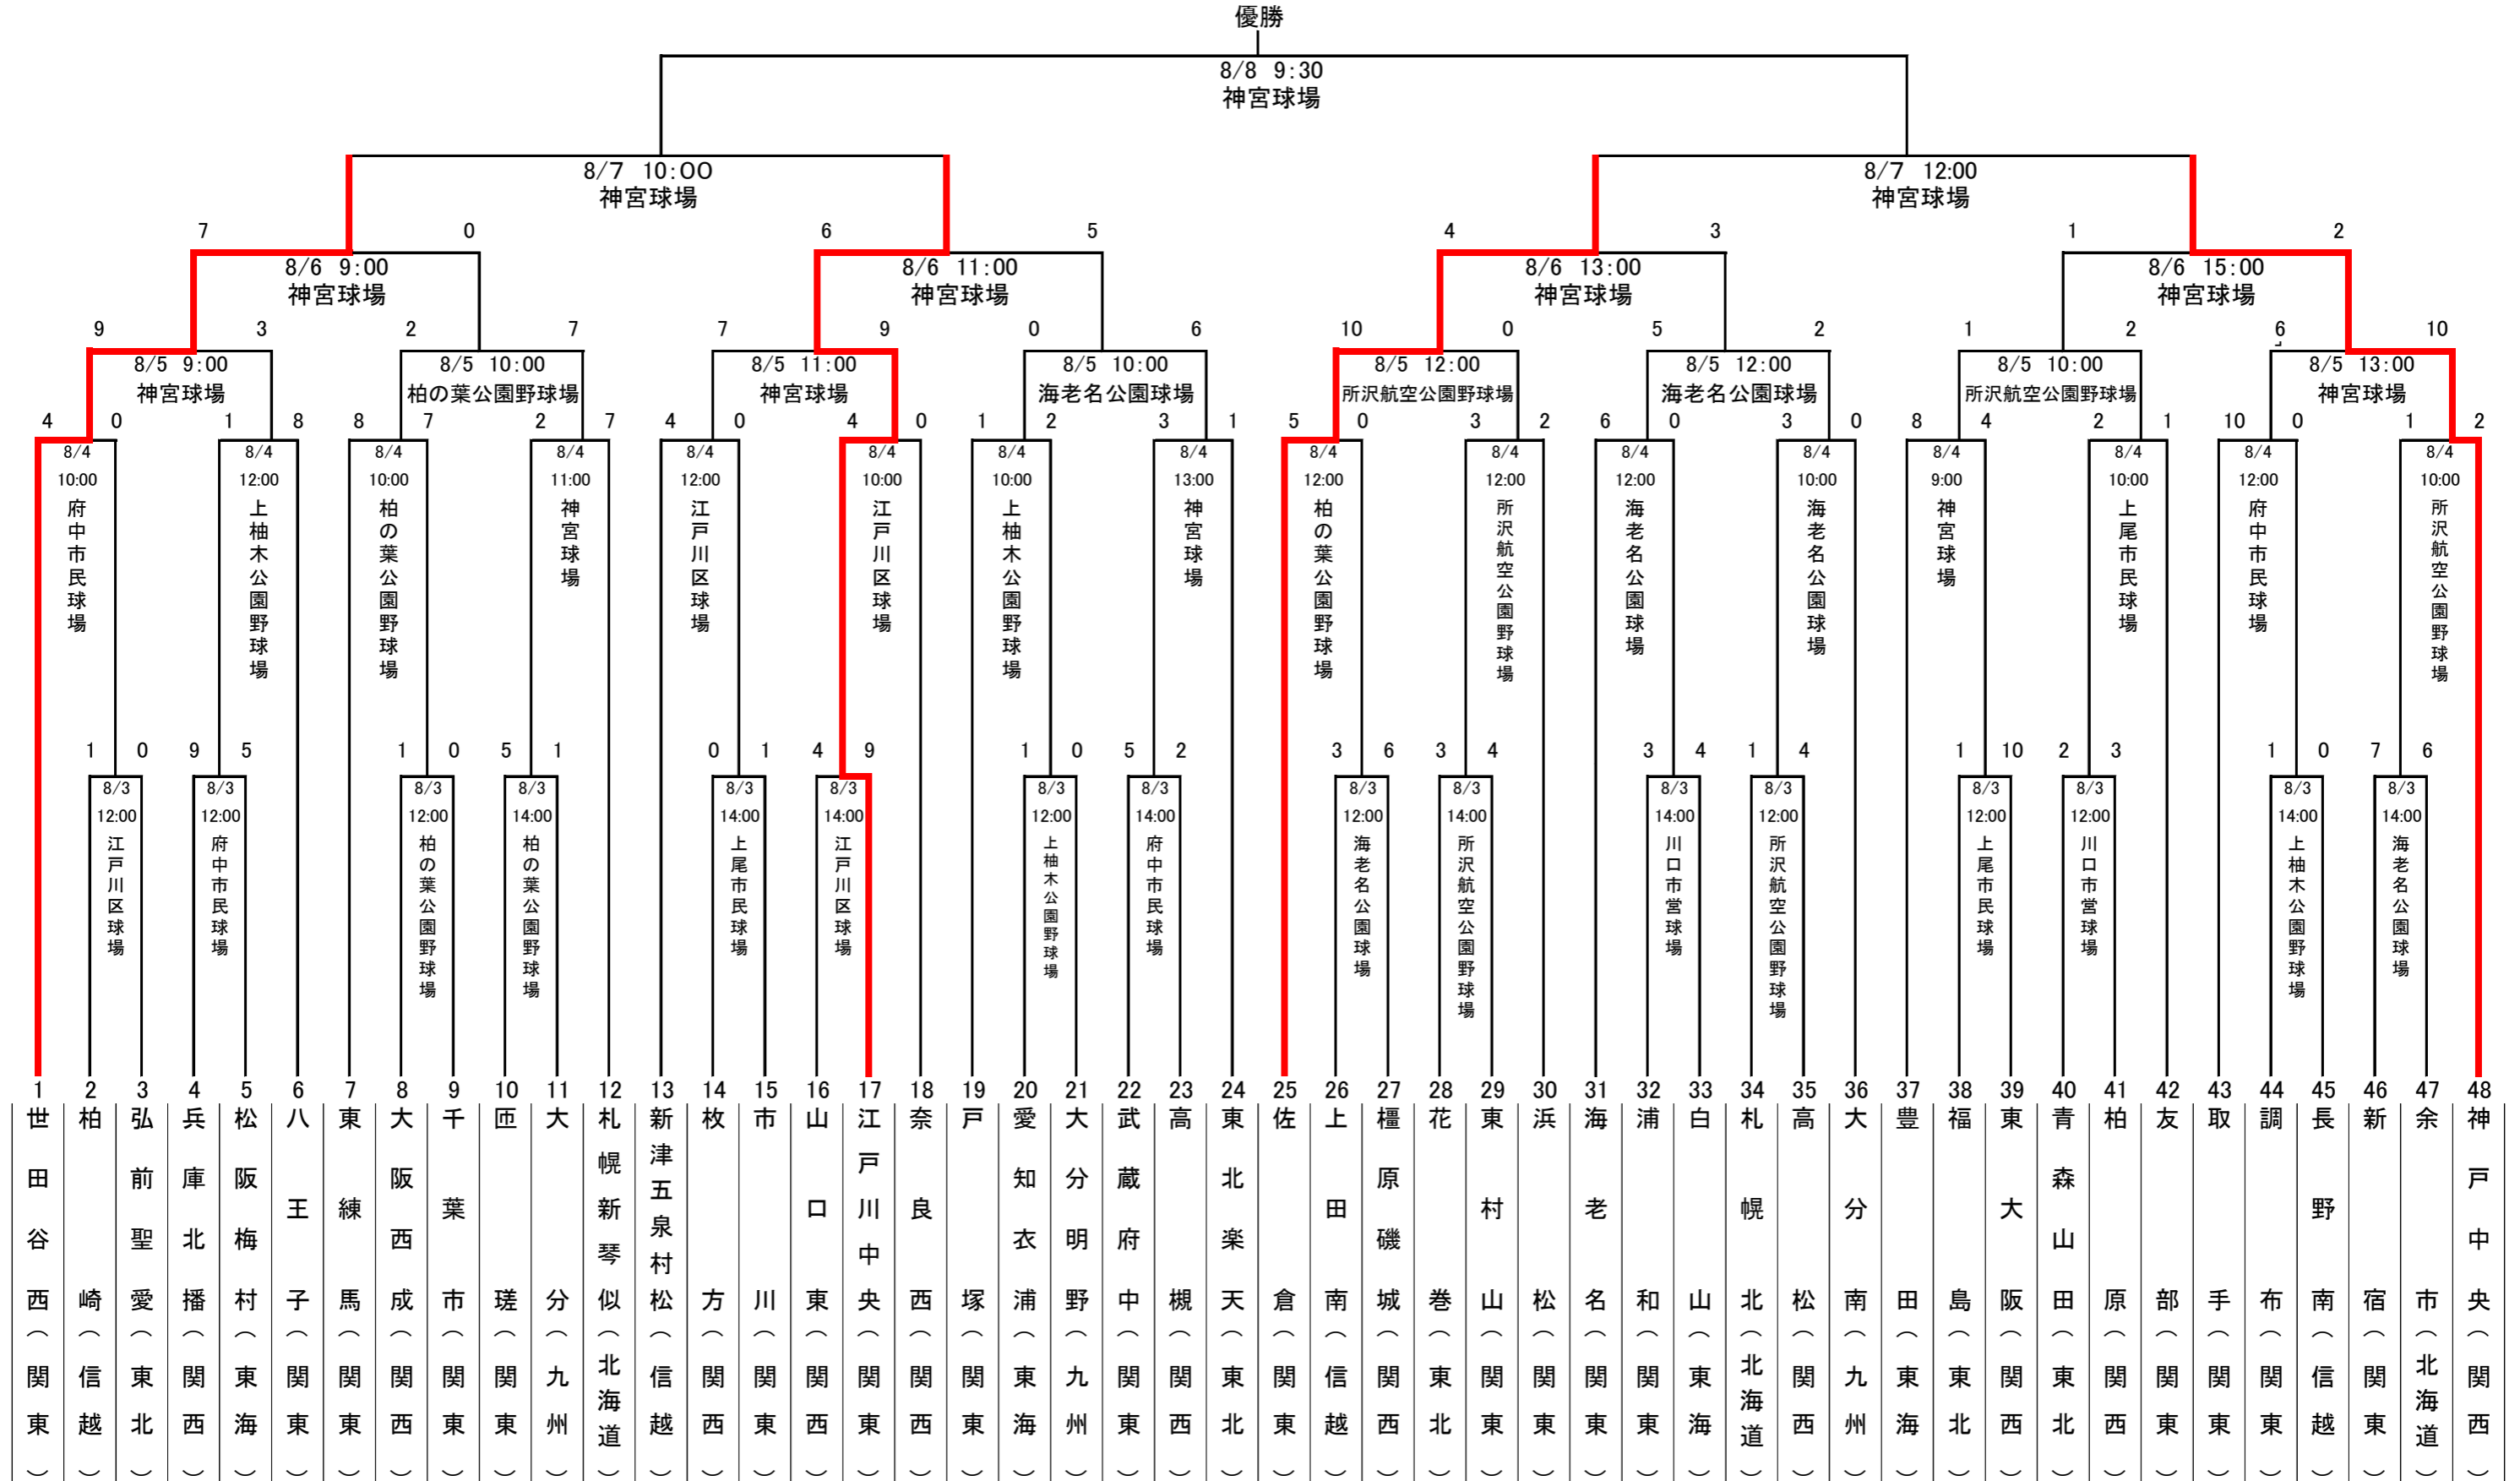 優勝
8/8 9:30
神宮球場
8/7 10:00
神宮球場
8/7 12:00
神宮球場
7 0 6 5 4 3 1 2
8/6 9:00
神宮球場
8/6 11:00
神宮球場
8/6 13:00
神宮球場
8/6 15:00
神宮球場
9 3 2 7 7 9 0 6 10 0 5 2 1 2 6 10
8/5 9:00
神宮球場
8/5 10:00
柏の葉公園野球場
8/5 11:00
神宮球場
8/5 10:00
海老名公園球場
8/5 12:00
所沢航空公園野球場
8/5 12:00
海老名公園球場
8/5 10:00
所沢航空公園野球場
8/5 13:00
神宮球場
4 0 1 8 8 7 2 7 4 0 4 0 1 2 3 1 5 0 3 2 6 0 3 0 8 4 2 1 10 0 1 2
8/4
10:00
府中市民球場
8/4
12:00
上柚木公園野球場
8/4
10:00
柏の葉公園野球場
8/4
11:00
神宮球場
8/4
12:00
江戸川区球場
8/4
10:00
江戸川区球場
8/4
10:00
上柚木公園野球場
8/4
13:00
神宮球場
8/4
12:00
柏の葉公園野球場
8/4
12:00
所沢航空公園野球場
8/4
12:00
海老名公園球場
8/4
10:00
海老名公園球場
8/4
9:00
神宮球場
8/4
10:00
上尾市民球場
8/4
12:00
府中市民球場
8/4
10:00
所沢航空公園野球場
1 0 9 5 1 0 5 1 0 1 4 9 1 0 5 2 3 6 3 4 3 4 1 4 1 10 2 3 1 0 7 6
8/3
12:00
江戸川区球場
8/3
12:00
府中市民球場
8/3
12:00
柏の葉公園野球場
8/3
14:00
柏の葉公園野球場
8/3
14:00
上尾市民球場
8/3
14:00
江戸川区球場
8/3
12:00
上柚木公園野球場
8/3
14:00
府中市民球場
8/3
12:00
海老名公園球場
8/3
14:00
所沢航空公園野球場
8/3
14:00
川口市営球場
8/3
12:00
所沢航空公園野球場
8/3
12:00
上尾市民球場
8/3
12:00
川口市営球場
8/3
14:00
上柚木公園野球場
8/3
14:00
海老名公園球場
1 世田谷西(関東)
2 柏崎(信越)
3 弘前聖愛(東北)
4 兵庫北播(関西)
5 松阪梅村(東海)
6 八王子(関東)
7 東練馬(関東)
8 大阪西成(関西)
9 千葉市(関東)
10 匝瑳(関東)
11 大分(九州)
12 札幌新琴似(北海道)
13 新津五泉村松(信越)
14 枚方(関西)
15 市川(関東)
16 山口東(関西)
17 江戸川中央(関東)
18 奈良西(関西)
19 戸塚(関東)
20 愛知衣浦(東海)
21 大分明野(九州)
22 武蔵府中(関東)
23 高槻(関西)
24 東北楽天(東北)
25 佐倉(関東)
26 上田南(信越)
27 橿原磯城(関西)
28 花巻(東北)
29 東村山(関東)
30 浜松(関東)
31 海老名(関東)
32 浦和(関東)
33 白山(東海)
34 札幌北(北海道)
35 高松(関西)
36 大分南(九州)
37 豊田(東海)
38 福島(東北)
39 東大阪(関西)
40 青森山田(東北)
41 柏原(関西)
42 友部(関東)
43 取手(関東)
44 調布(関東)
45 長野南(信越)
46 新宿(関東)
47 余市(北海道)
48 神戸中央(関西)